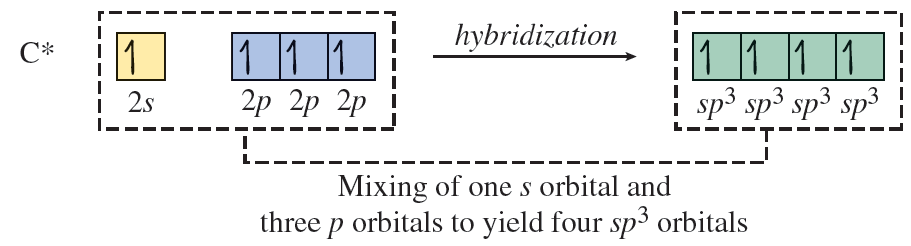 C* hybridization
2s 2p 2p 2p sp³ sp³ sp³ sp³
Mixing of one s orbital and
three p orbitals to yield four sp³ orbitals